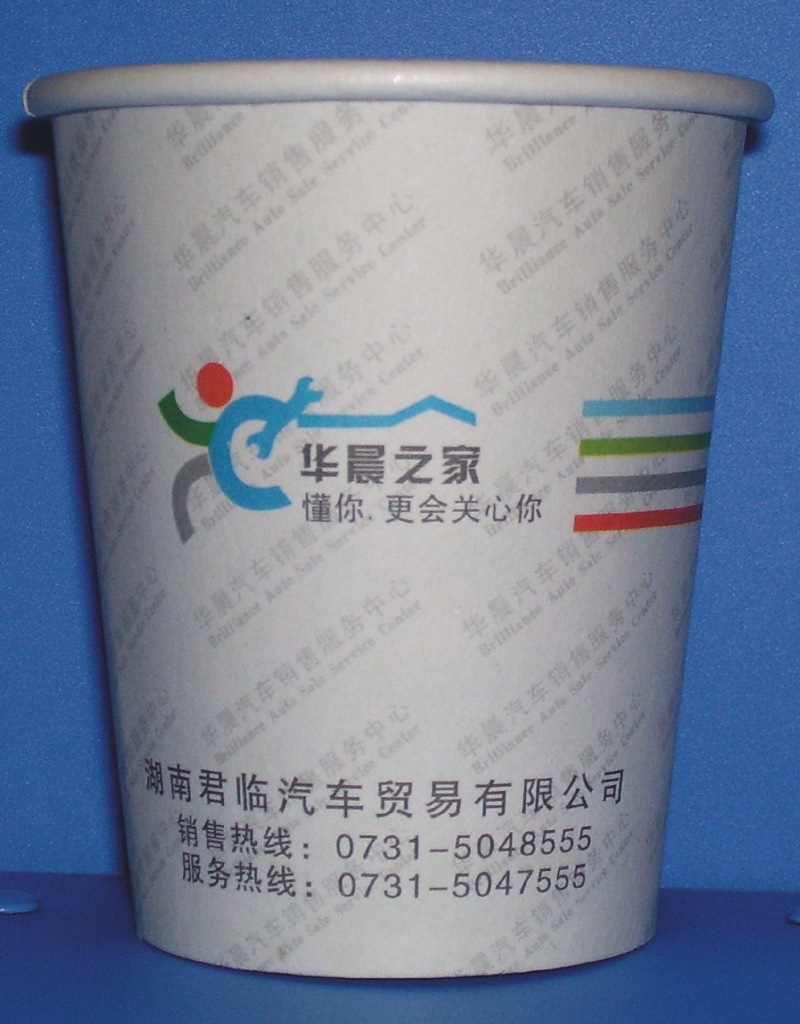 华晨汽车销售服务中心
Brilliance Auto Sale Service Center
华晨之家
懂你.更会关心你
湖南君临汽车贸易有限公司
销售热线：0731-5048555
服务热线：0731-5047555